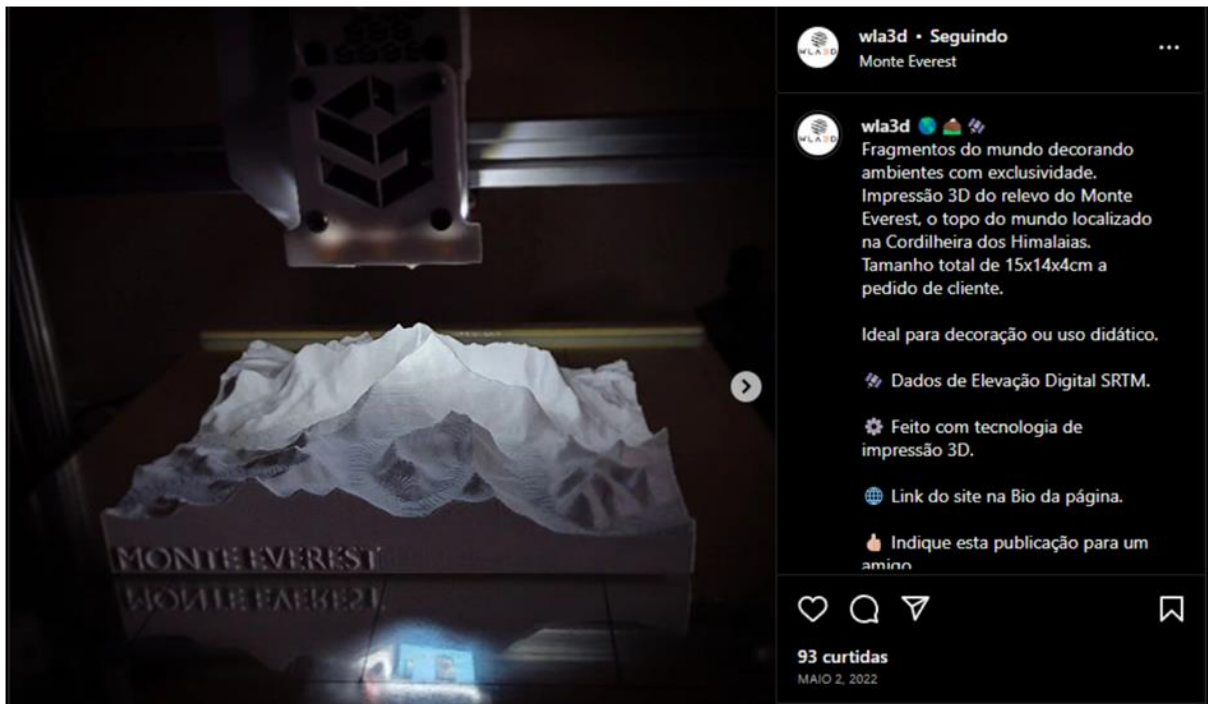 wla3d • Seguindo
Monte Everest
wla3d 🌎 🏔 🛰
Fragmentos do mundo decorando
ambientes com exclusividade.
Impressão 3D do relevo do Monte
Everest, o topo do mundo localizado
na Cordilheira dos Himalaias.
Tamanho total de 15x14x4cm a
pedido de cliente.
Ideal para decoração ou uso didático.
🛰 Dados de Elevação Digital SRTM.
⚙ Feito com tecnologia de
impressão 3D.
🌐 Link do site na Bio da página.
👍🏻 Indique esta publicação para um
amigo
93 curtidas
MAIO 2, 2022
MONTE EVEREST
WLA3D
WLA3D